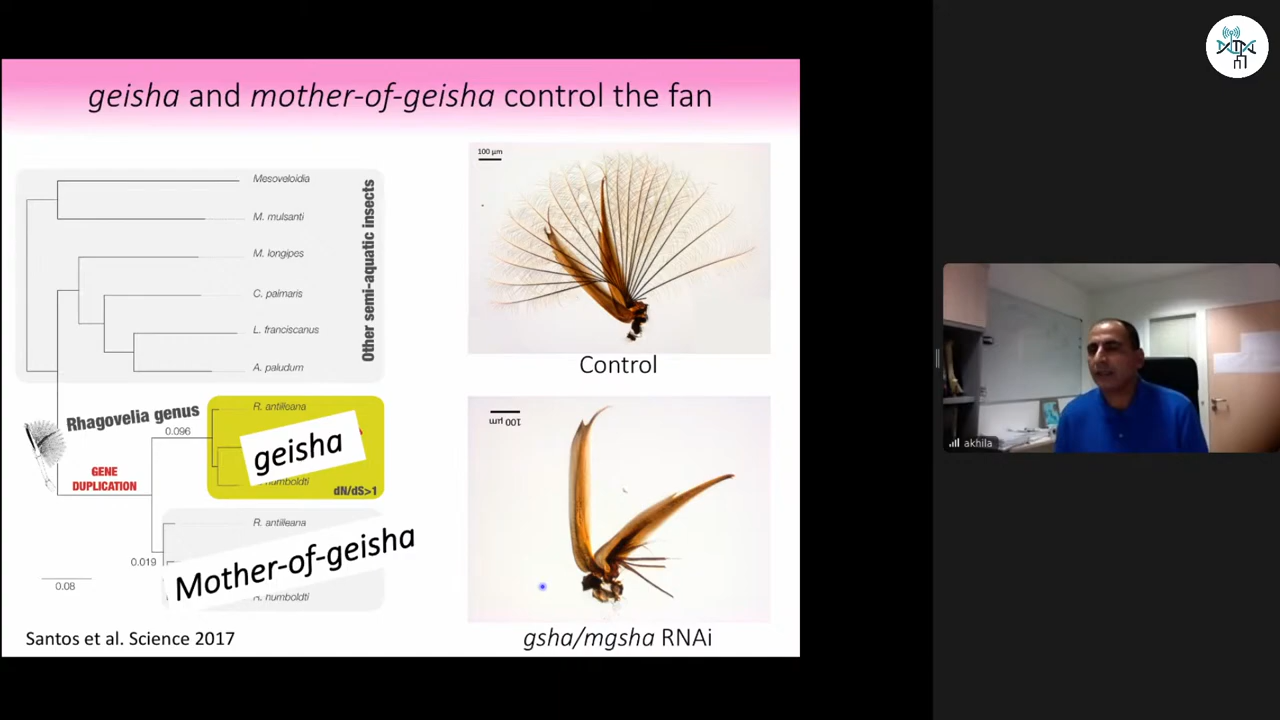 geisha and mother-of-geisha control the fan
Mesoveloidia
M. mulsanti
M. longipes
C. palmaris
L. franciscanus
A. paludum
Other semi-aquatic insects
Rhagovelia genus
GENE
DUPLICATION
0.096
R. antilleana
geisha
humboldti
dN/dS>1
R. antilleana
Mother-of-geisha
0.019
humboldti
0.08
Santos et al. Science 2017
100 µm
Control
100 µm
gsha/mgsha RNAi
akhila